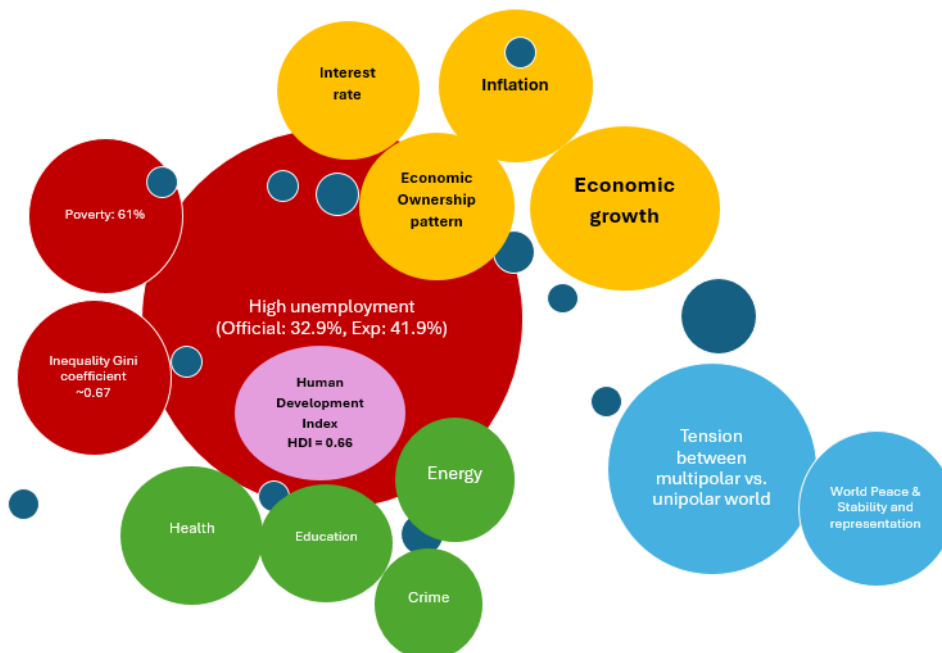 Interest
rate
Inflation
Economic
Ownership
pattern
Economic
growth
Poverty: 61%
High unemployment
(Official: 32.9%, Exp: 41.9%)
Inequality Gini
coefficient
~0.67
Human
Development
Index
HDI = 0.66
Energy
Health
Education
Crime
Tension
between
multipolar vs.
unipolar world
World Peace &
Stability and
representation